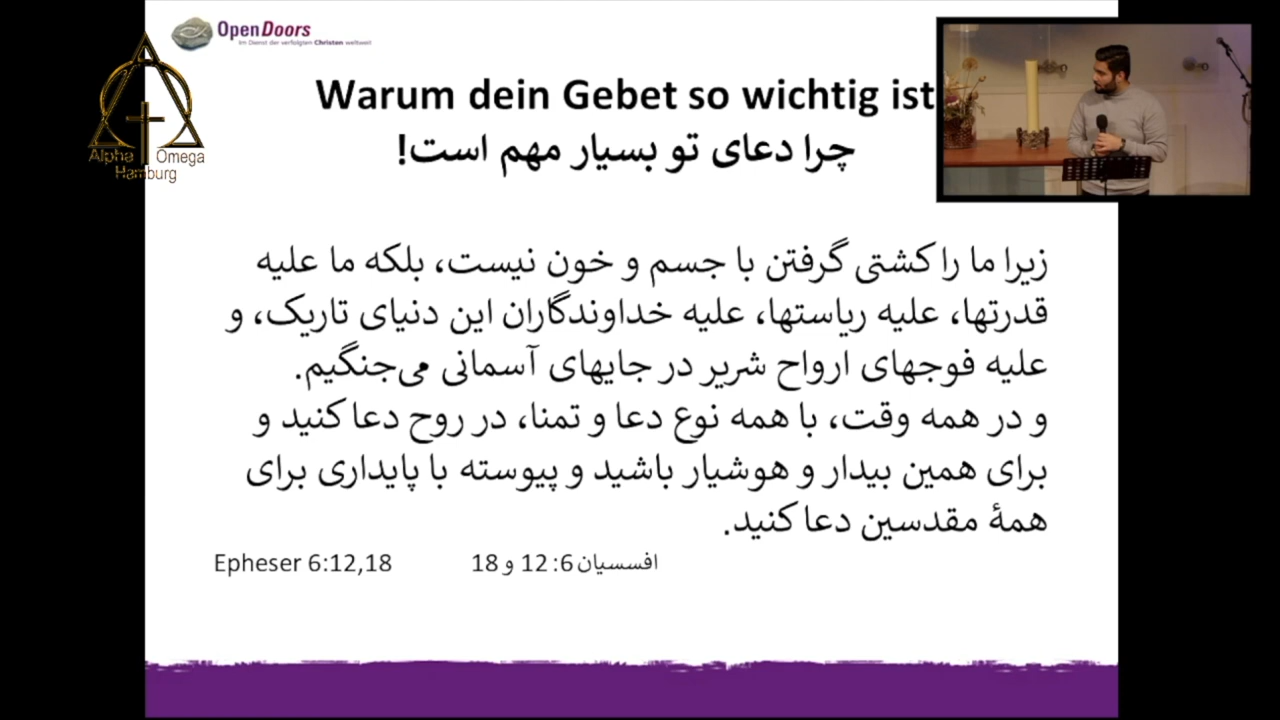 OpenDoors
Im Dienst der verfolgten Christen weltweit
Alpha Omega
Hamburg
Warum dein Gebet so wichtig ist
چرا دعای تو بسیار مهم است!
زیرا ما را کشتی گرفتن با جسم و خون نیست، بلکه ما علیه
قدرتها، علیه ریاستها، علیه خداوندگاران این دنیای تاریک، و
علیه فوجهای ارواح شریر در جایهای آسمانی می‌جنگیم.
و در همه وقت، با همه نوع دعا و تمنا، در روح دعا کنید و
برای همین بیدار و هوشیار باشید و پیوسته با پایداری برای
همهٔ مقدسین دعا کنید.
Epheser 6:12,18 افسسیان 6: 12 و 18